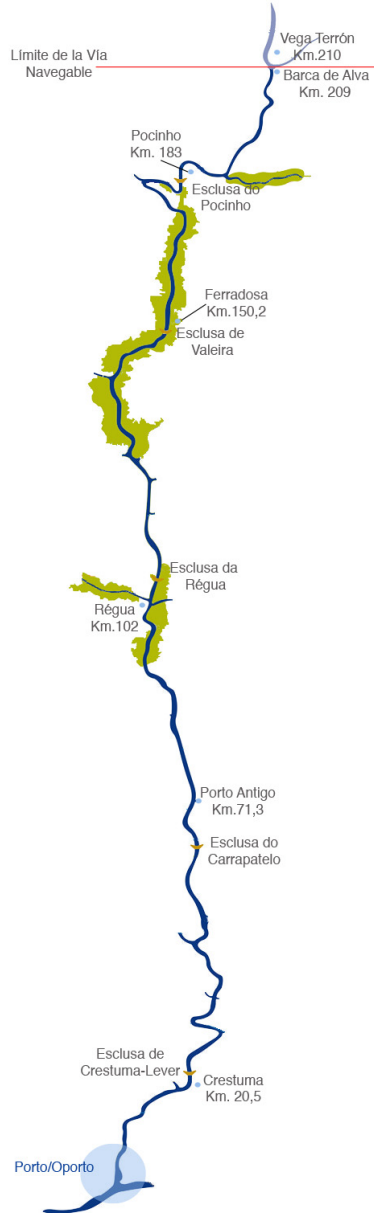 Vega Terrón
Km.210
Límite de la Vía
Navegable
Barca de Alva
Km. 209
Pocinho
Km. 183
Esclusa do
Pocinho
Ferradosa
Km.150,2
Esclusa de
Valeira
Esclusa da
Régua
Régua
Km.102
Porto Antigo
Km.71,3
Esclusa do
Carrapatelo
Esclusa de
Crestuma-Lever
Crestuma
Km. 20,5
Porto/Oporto